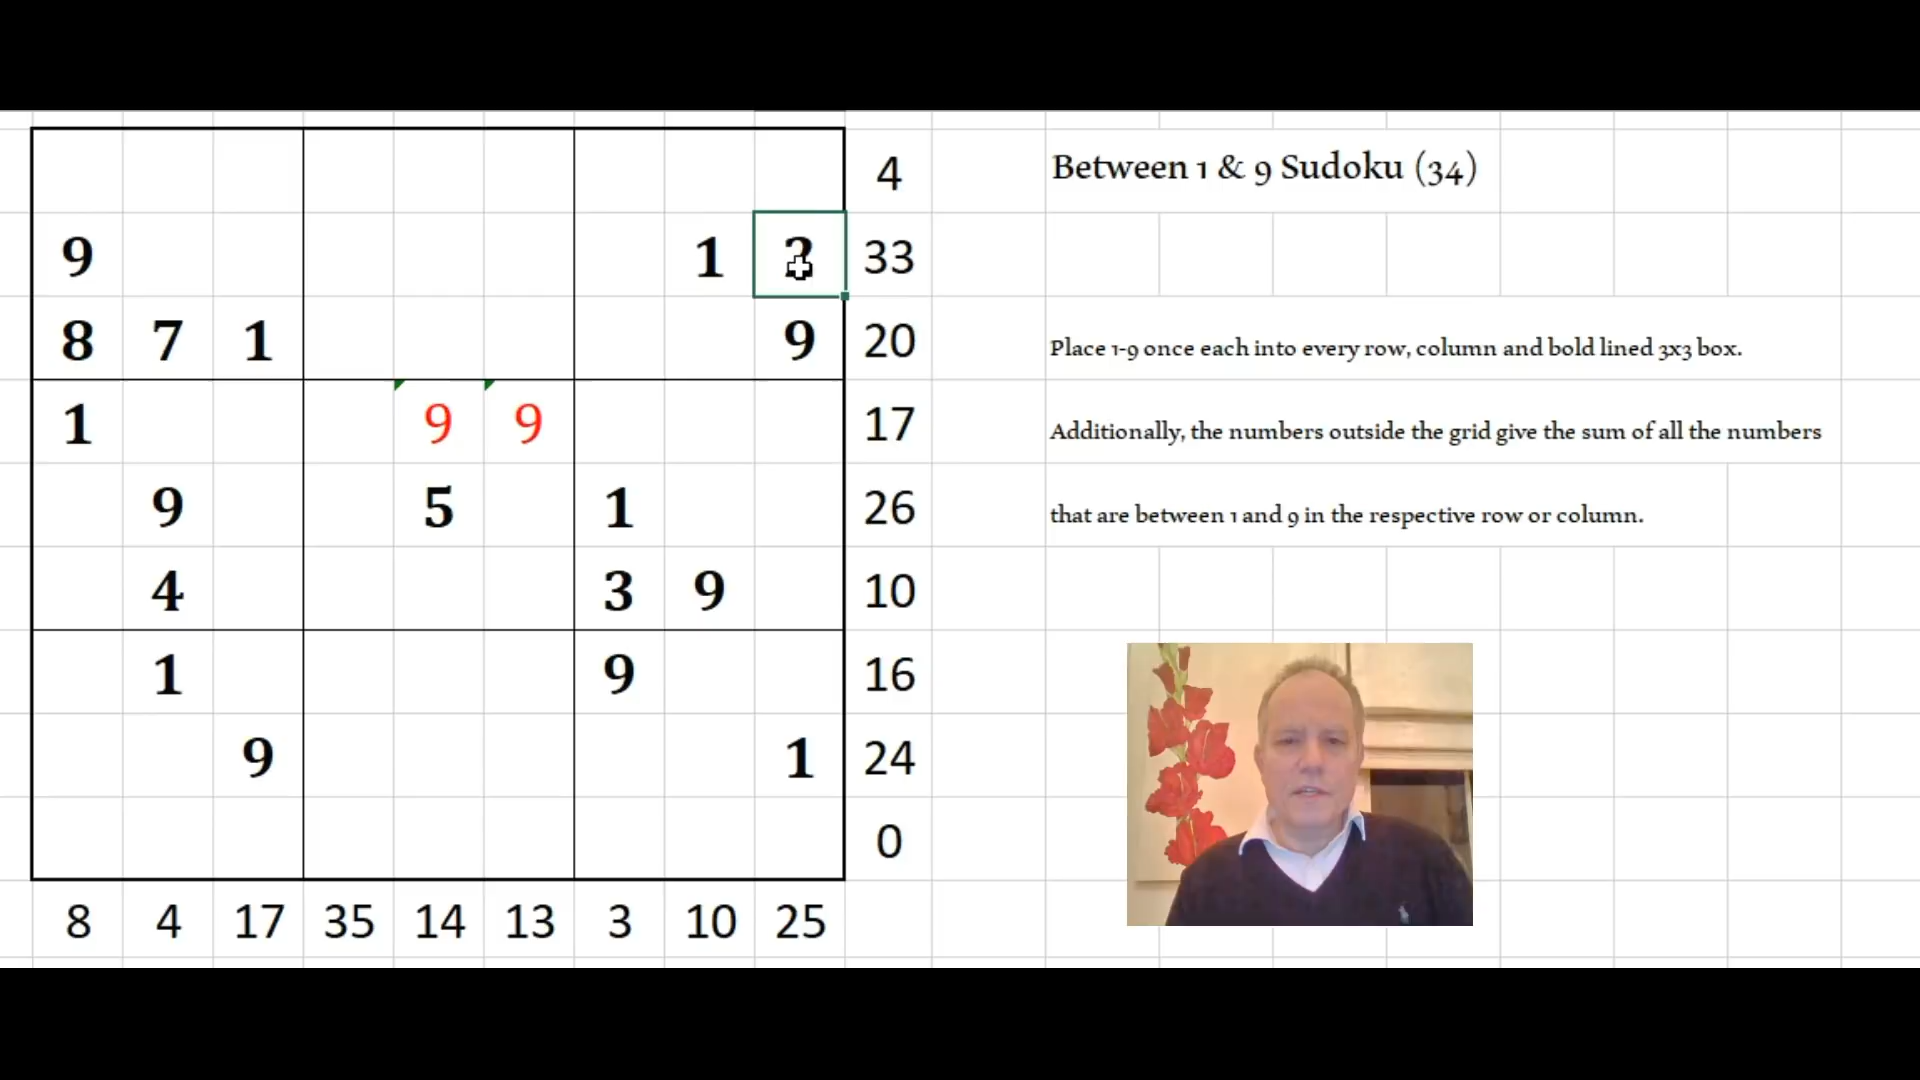 4
Between 1 & 9 Sudoku (34)
9 1 2 33
8 7 1 9 20
Place 1-9 once each into every row, column and bold lined 3x3 box.
1 9 9 17
Additionally, the numbers outside the grid give the sum of all the numbers
9 5 1 26
that are between 1 and 9 in the respective row or column.
4 3 9 10
1 9 16
9 1 24
0
8 4 17 35 14 13 3 10 25